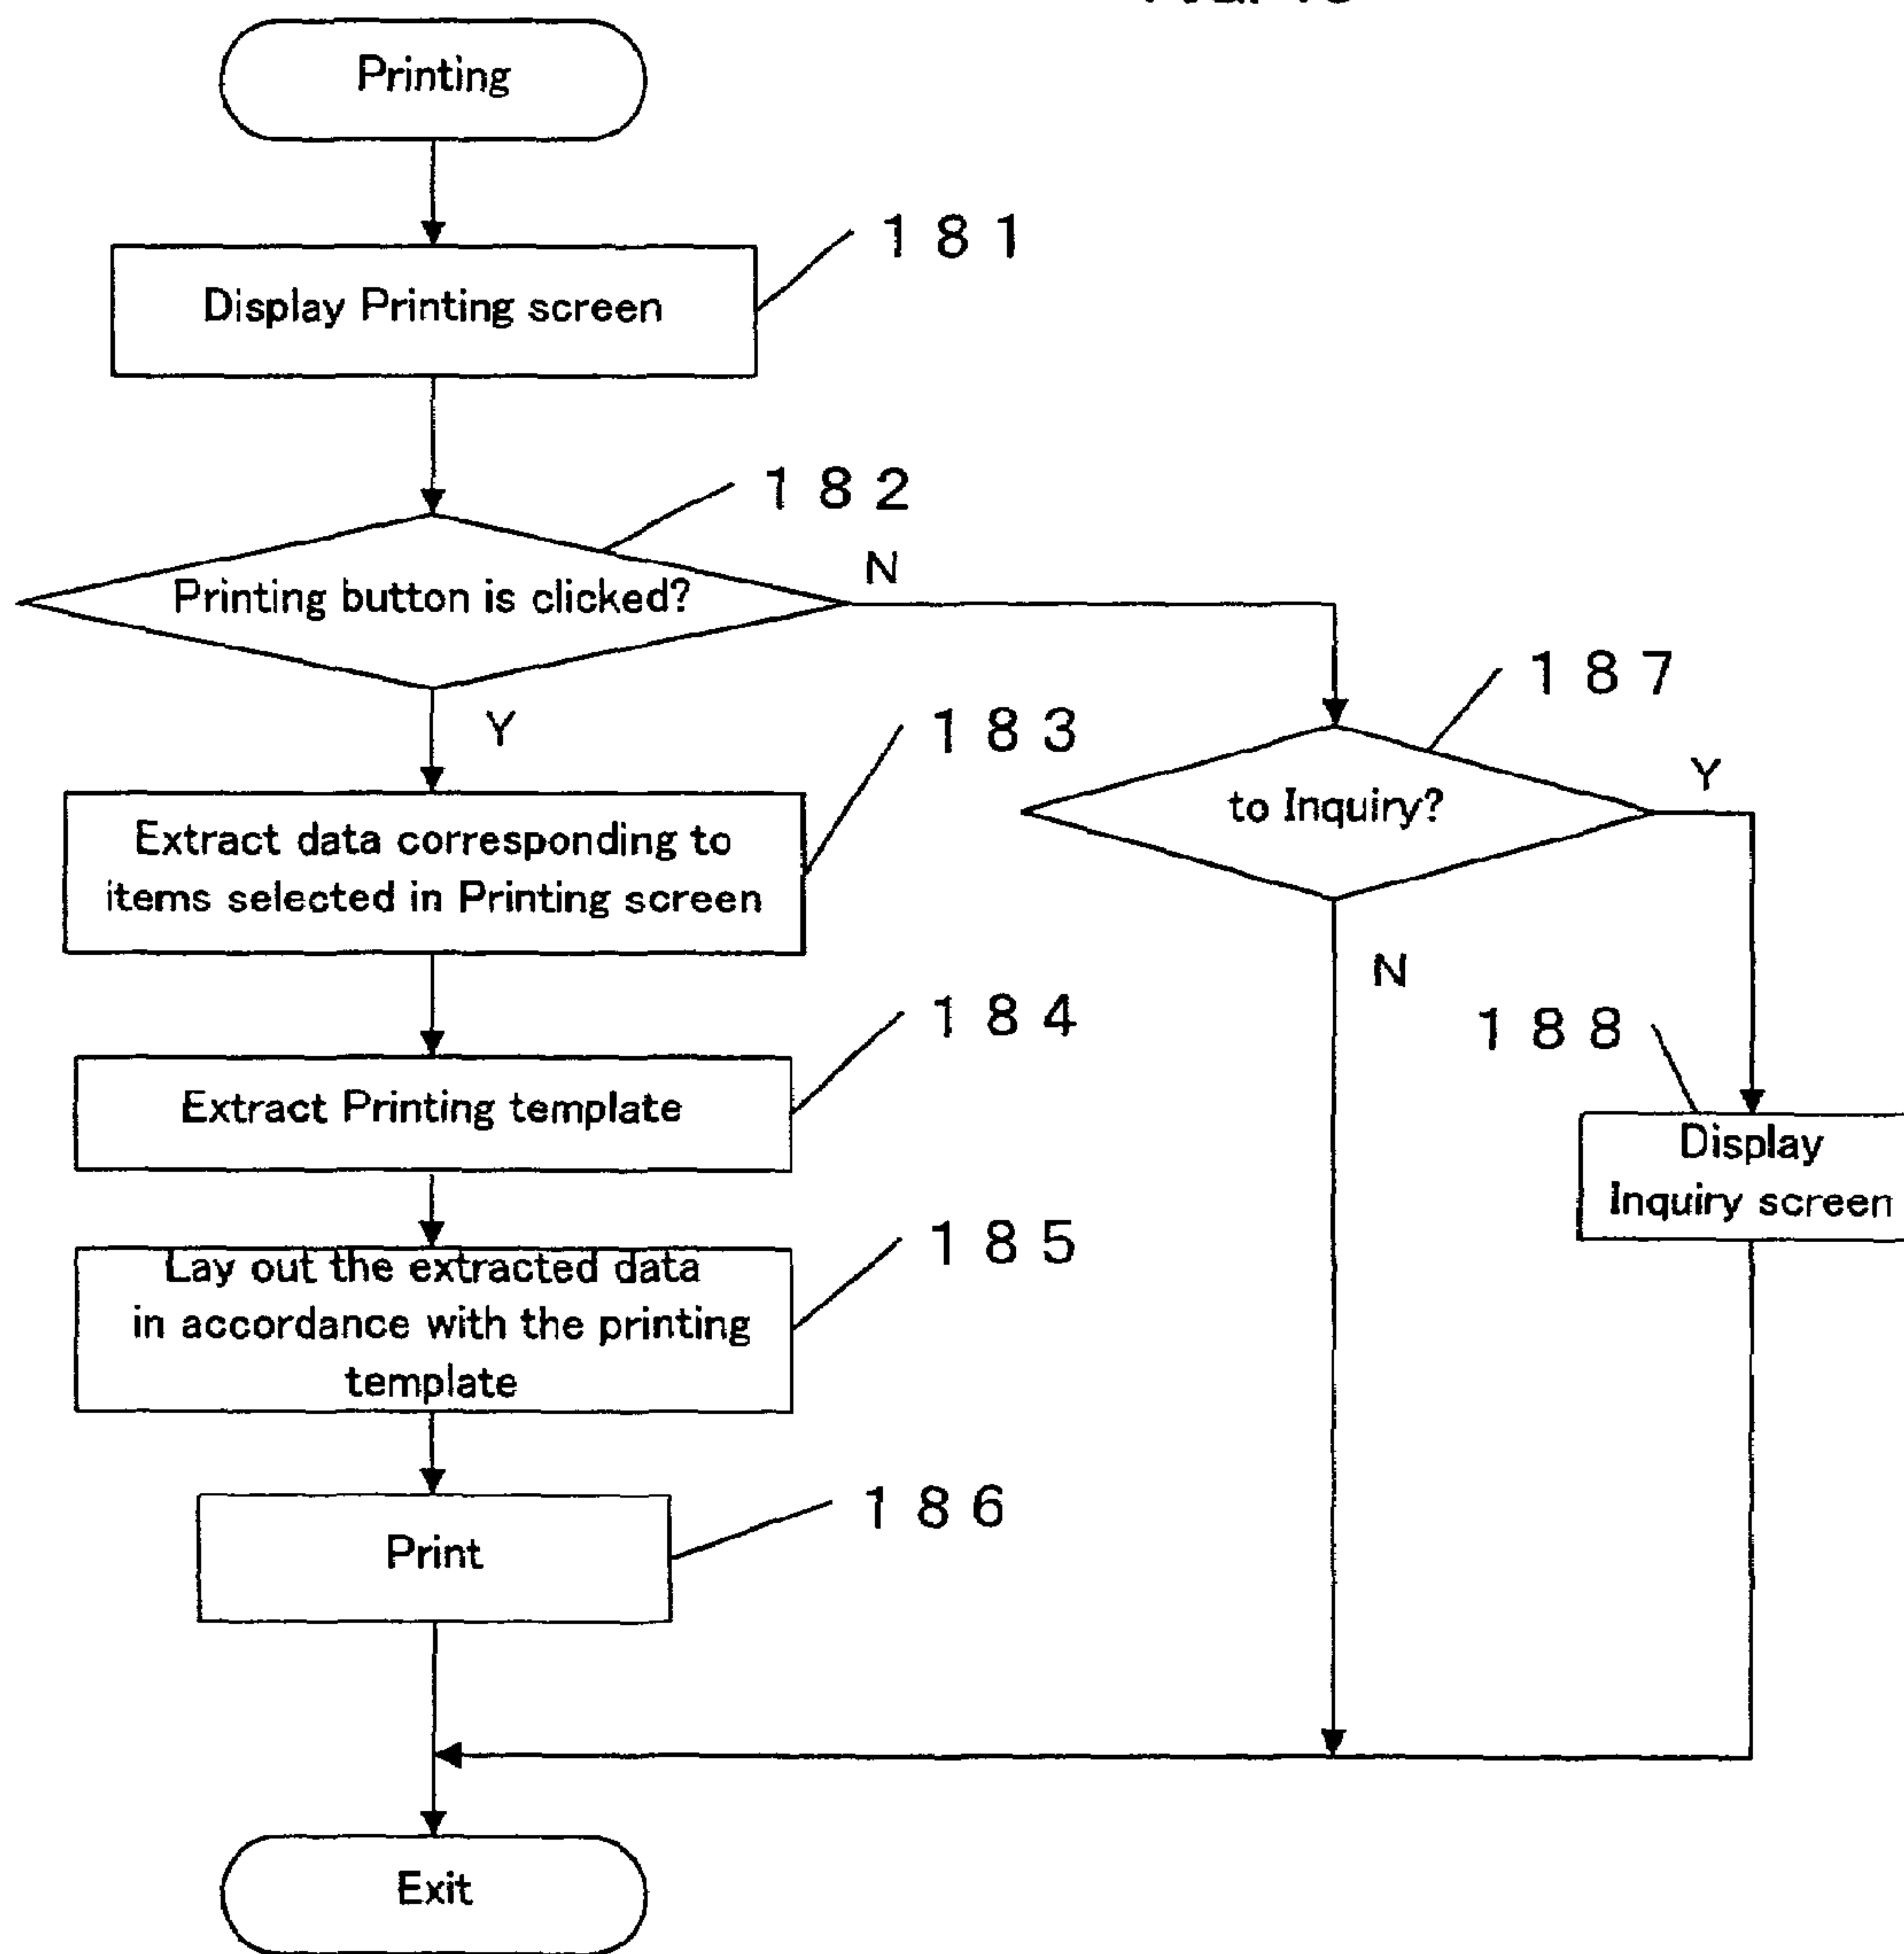 Printing
Display Printing screen
181
182
Printing button is clicked?
N
Y
183
Extract data corresponding to
items selected in Printing screen
187
to Inquiry?
Y
N
184
Extract Printing template
188
Display
Inquiry screen
185
Lay out the extracted data
in accordance with the printing
template
186
Print
Exit